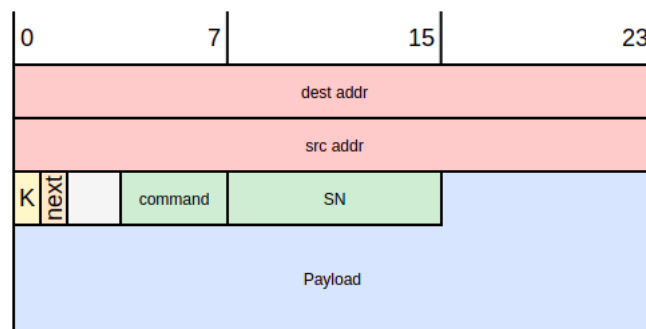 0 7 15 23
dest addr
src addr
K next command SN
Payload